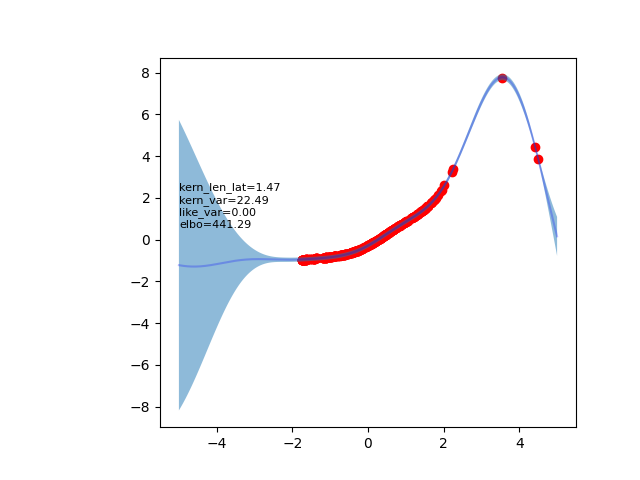 8
6
4
2
0
−2
−4
−6
−8
kern_len_lat=1.47
kern_var=22.49
like_var=0.00
elbo=441.29
−4 −2 0 2 4